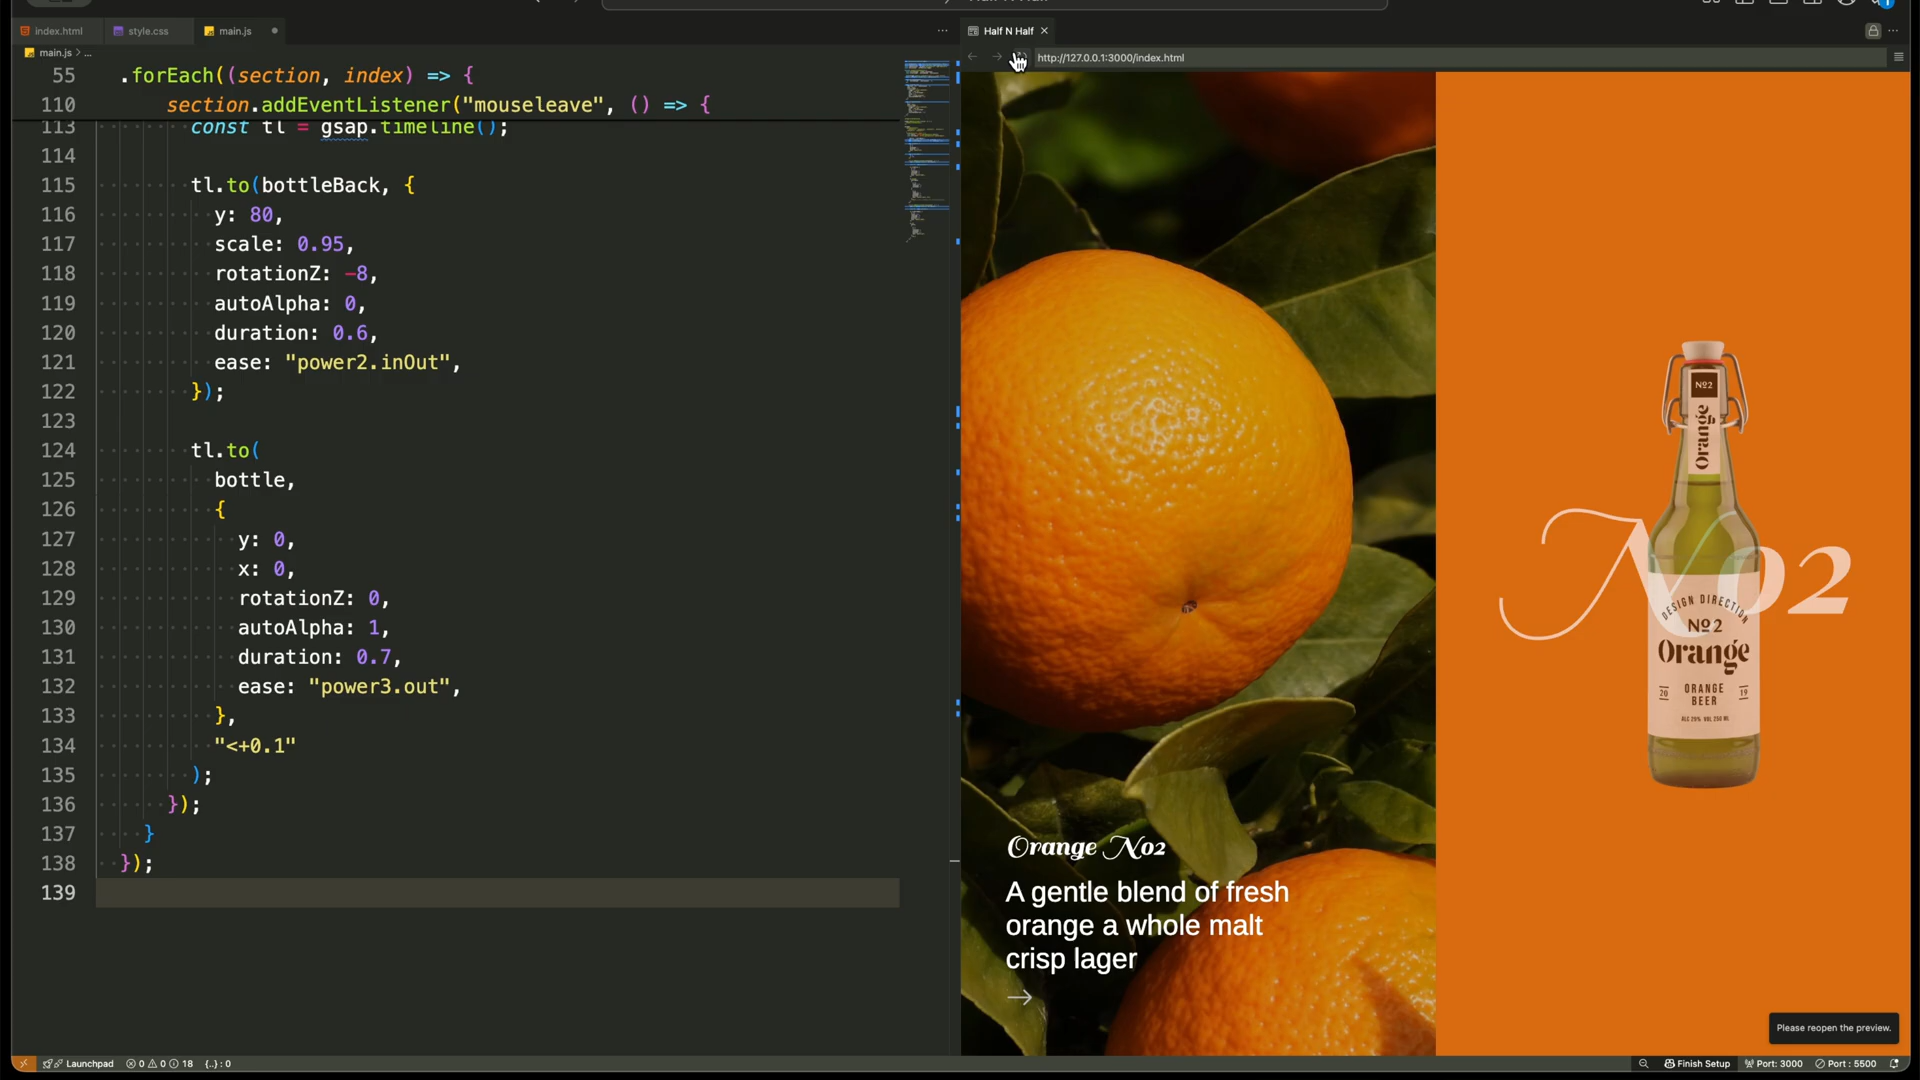 index.html
style.css
main.js
main.js > ...
55 .forEach((section, index) => {
110 section.addEventListener("mouseleave", () => {
113 const tl = gsap.timeline();
114
115 tl.to(bottleBack, {
116 y: 80,
117 scale: 0.95,
118 rotationZ: -8,
119 autoAlpha: 0,
120 duration: 0.6,
121 ease: "power2.inOut",
122 });
123
124 tl.to(
125 bottle,
126 {
127 y: 0,
128 x: 0,
129 rotationZ: 0,
130 autoAlpha: 1,
131 duration: 0.7,
132 ease: "power3.out",
133 },
134 "<+0.1"
135 );
136 });
137 }
138 });
139
Half N Half
http://127.0.0.1:3000/index.html
Orange No2
A gentle blend of fresh
orange a whole malt
crisp lager
→
No2
Nº2
Orange
DESIGN DIRECTION
Nº2
Orange
20 ORANGE 19
BEER
ALC 25% VOL 250 ML
Please reopen the preview.
Launchpad
0 0 18
{..} : 0
Finish Setup
Port: 3000
Port : 5500